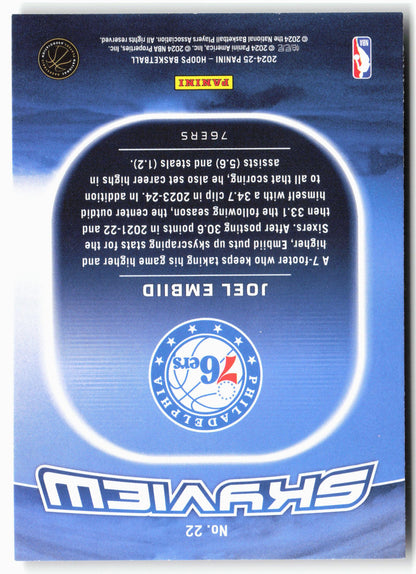 No. 22
SKYVIEW
PHILADELPHIA
76ers
JOEL EMBIID
A 7-footer who keeps taking his game higher and
higher, Embiid puts up skyscraping stats for the
Sixers. After posting 30.6 points in 2021-22 and
then 33.1 the following season, the center outdid
himself with a 34.7 clip in 2023-24. In addition
to all that scoring, he also set career highs in
assists (5.6) and steals (1.2).
76ERS
PANINI
2024-25 PANINI – HOOPS BASKETBALL
© 2024 Panini America, Inc. © 2024 NBA Properties, Inc.
© 2024 the National Basketball Players Association. All rights reserved.
NBA